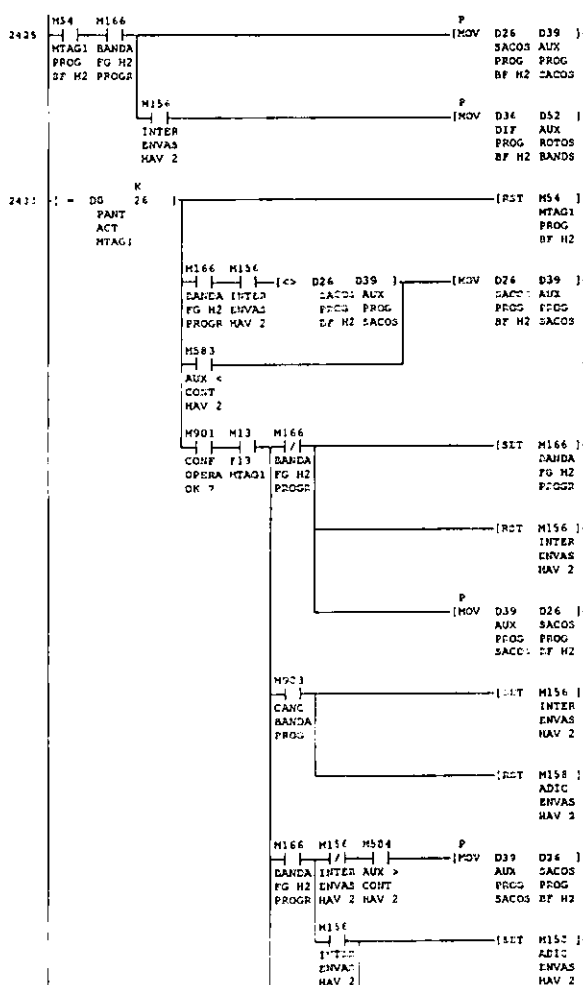 M54 M166 P
2425 [MOV D26 D39 ]
MTAG1 BANDA SACOS AUX
PROG FG H2 PROG PROG
BF H2 PROGR BF H2 SACOS
M156 P
[MOV D36 D52 ]
INTER DIF AUX
ENVAS PROG ROTOS
HAV 2 BF H2 BANDS
K
[ = D0 26 ] [RST M54 ]
PANT MTAG1
ACT PROG
MTAG1 BF H2
M166 M156
[<> D26 D39 ] [MOV D26 D39 ]
BANDA INTER SACOS AUX SACOS AUX
FG H2 ENVAS PROG PROG PROG PROG
PROGR HAV 2 BF H2 SACOS BF H2 SACOS
M583
AUX <
CONT
HAV 2
M901 M13 M166
[SET M166 ]
CONF F13 BANDA BANDA
OPERA MTAG1 FG H2 FG H2
OK ? PROGR PROGR
[RST M156 ]
INTER
ENVAS
HAV 2
P
[MOV D39 D26 ]
AUX SACOS
PROG PROG
SACOS BF H2
[SET M156 ]
CANC INTER
BANDA ENVAS
PROG HAV 2
[RST M158 ]
ADIC
ENVAS
HAV 2
M166 M156 M584 P
[MOV D39 D26 ]
BANDA INTER AUX > AUX SACOS
FG H2 ENVAS CONT PROG PROG
PROGR HAV 2 HAV 2 SACOS BF H2
M156
[SET M158 ]
INTER ADIC
ENVAS ENVAS
HAV 2 HAV 2